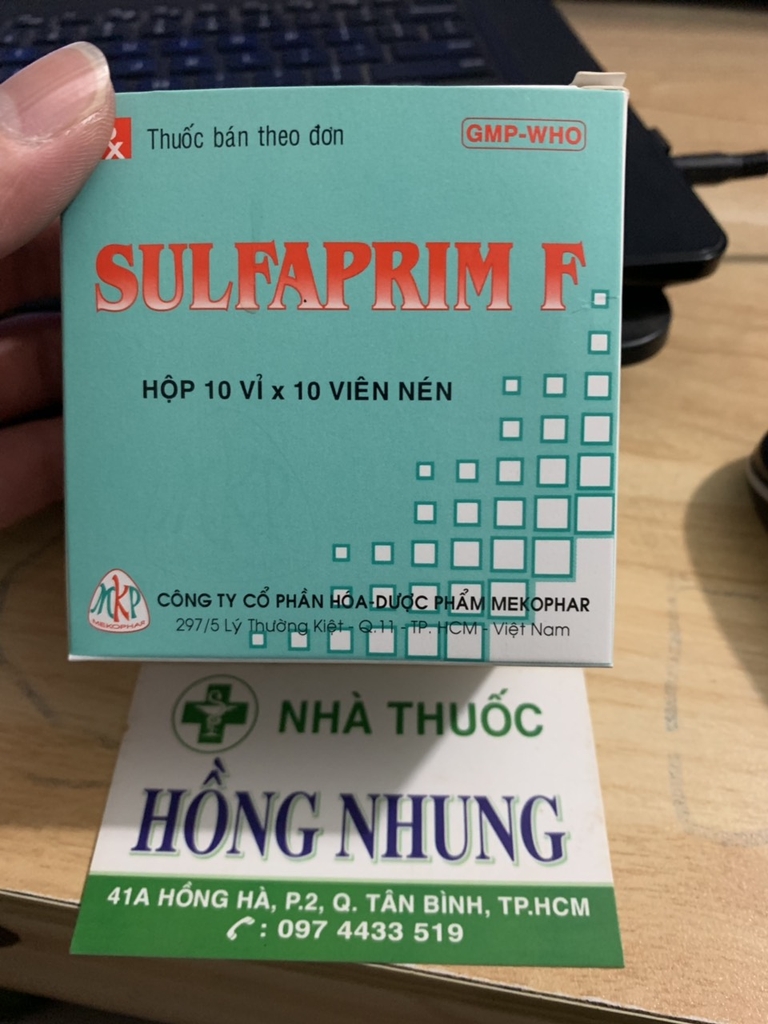 Thuốc bán theo đơn
GMP-WHO
SULFAPRIM F
HỘP 10 VỈ x 10 VIÊN NÉN
MKP
MEKOPHAR
CÔNG TY CỔ PHẦN HÓA-DƯỢC PHẨM MEKOPHAR
297/5 Lý Thường Kiệt - Q.11 - TP. HCM - Việt Nam
NHÀ THUỐC
HỒNG NHUNG
41A HỒNG HÀ, P.2, Q. TÂN BÌNH, TP.HCM
: 097 4433 519